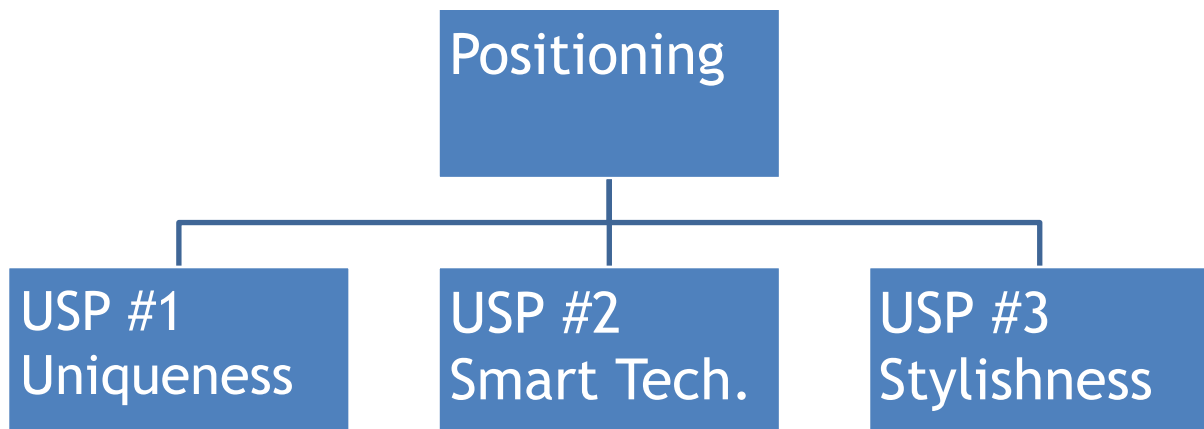 Positioning
USP #1
Uniqueness
USP #2
Smart Tech.
USP #3
Stylishness